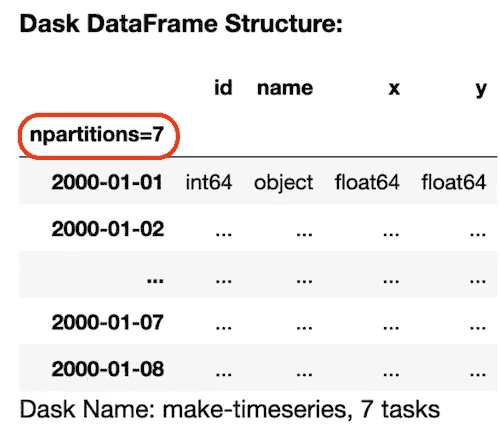 Dask DataFrame Structure:
id name x y
npartitions=7
2000-01-01 int64 object float64 float64
2000-01-02 ... ... ... ...
... ... ... ... ...
2000-01-07 ... ... ... ...
2000-01-08 ... ... ... ...
Dask Name: make-timeseries, 7 tasks